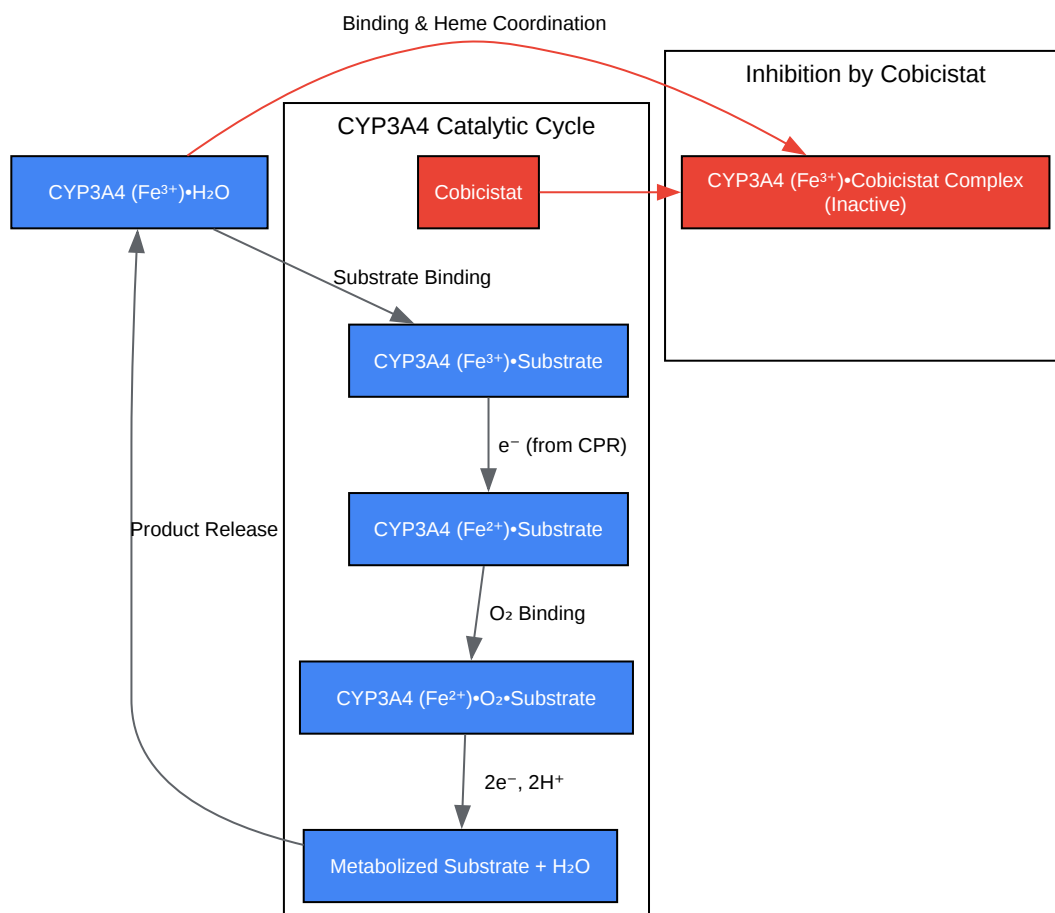 Binding & Heme Coordination
Inhibition by Cobicistat
CYP3A4 Catalytic Cycle
CYP3A4 (Fe³⁺)•H₂O
Cobicistat
CYP3A4 (Fe³⁺)•Cobicistat Complex
(Inactive)
Substrate Binding
CYP3A4 (Fe³⁺)•Substrate
e⁻ (from CPR)
CYP3A4 (Fe²⁺)•Substrate
Product Release
O₂ Binding
CYP3A4 (Fe²⁺)•O₂•Substrate
2e⁻, 2H⁺
Metabolized Substrate + H₂O